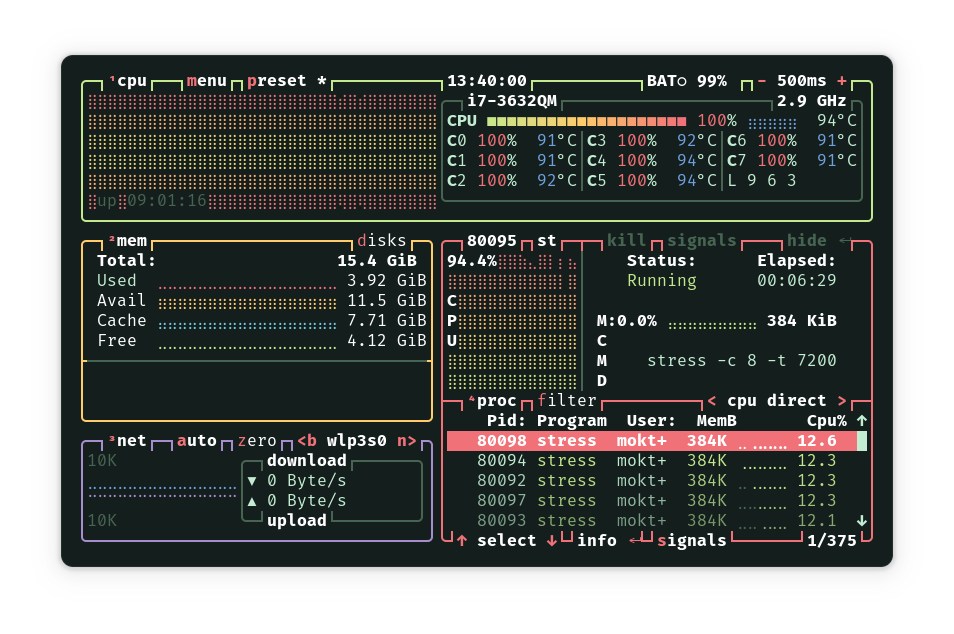 ¹cpu menu preset * 13:40:00 BAT○ 99% - 500ms +
i7-3632QM 2.9 GHz
CPU 100% 94°C
C0 100% 91°C C3 100% 92°C C6 100% 91°C
C1 100% 91°C C4 100% 94°C C7 100% 91°C
C2 100% 92°C C5 100% 94°C L 9 6 3
up 09:01:16
²mem disks
Total: 15.4 GiB
Used 3.92 GiB
Avail 11.5 GiB
Cache 7.71 GiB
Free 4.12 GiB
³net auto zero <b wlp3s0 n>
10K
download
▼ 0 Byte/s
▲ 0 Byte/s
10K
upload
80095 st kill signals hide ↵
94.4% Status: Elapsed:
Running 00:06:29
C
P M:0.0% 384 KiB
U C
M stress -c 8 -t 7200
D
⁴proc filter < cpu direct >
Pid: Program User: MemB Cpu% ↑
80098 stress mokt+ 384K 12.6
80094 stress mokt+ 384K 12.3
80092 stress mokt+ 384K 12.3
80097 stress mokt+ 384K 12.3
80093 stress mokt+ 384K 12.1 ↓
↑ select ↓ info ↵ signals 1/375